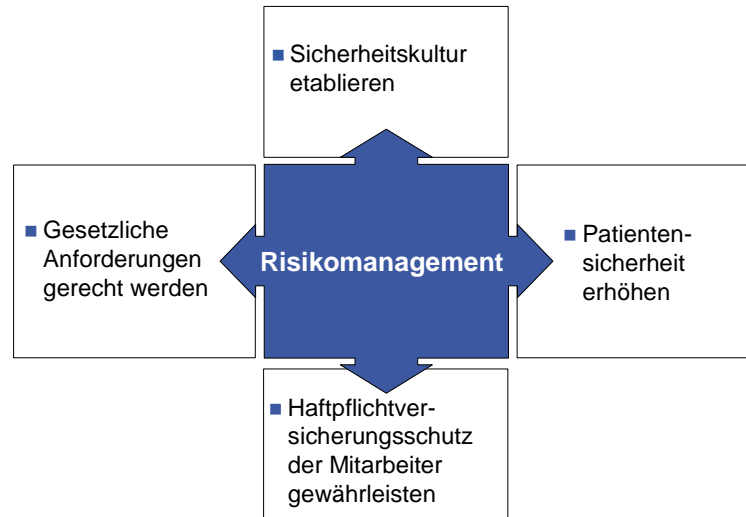 ▪ Sicherheitskultur
etablieren
▪ Gesetzliche
Anforderungen
gerecht werden
Risikomanagement
▪ Patienten-
sicherheit
erhöhen
▪ Haftpflichtver-
sicherungsschutz
der Mitarbeiter
gewährleisten